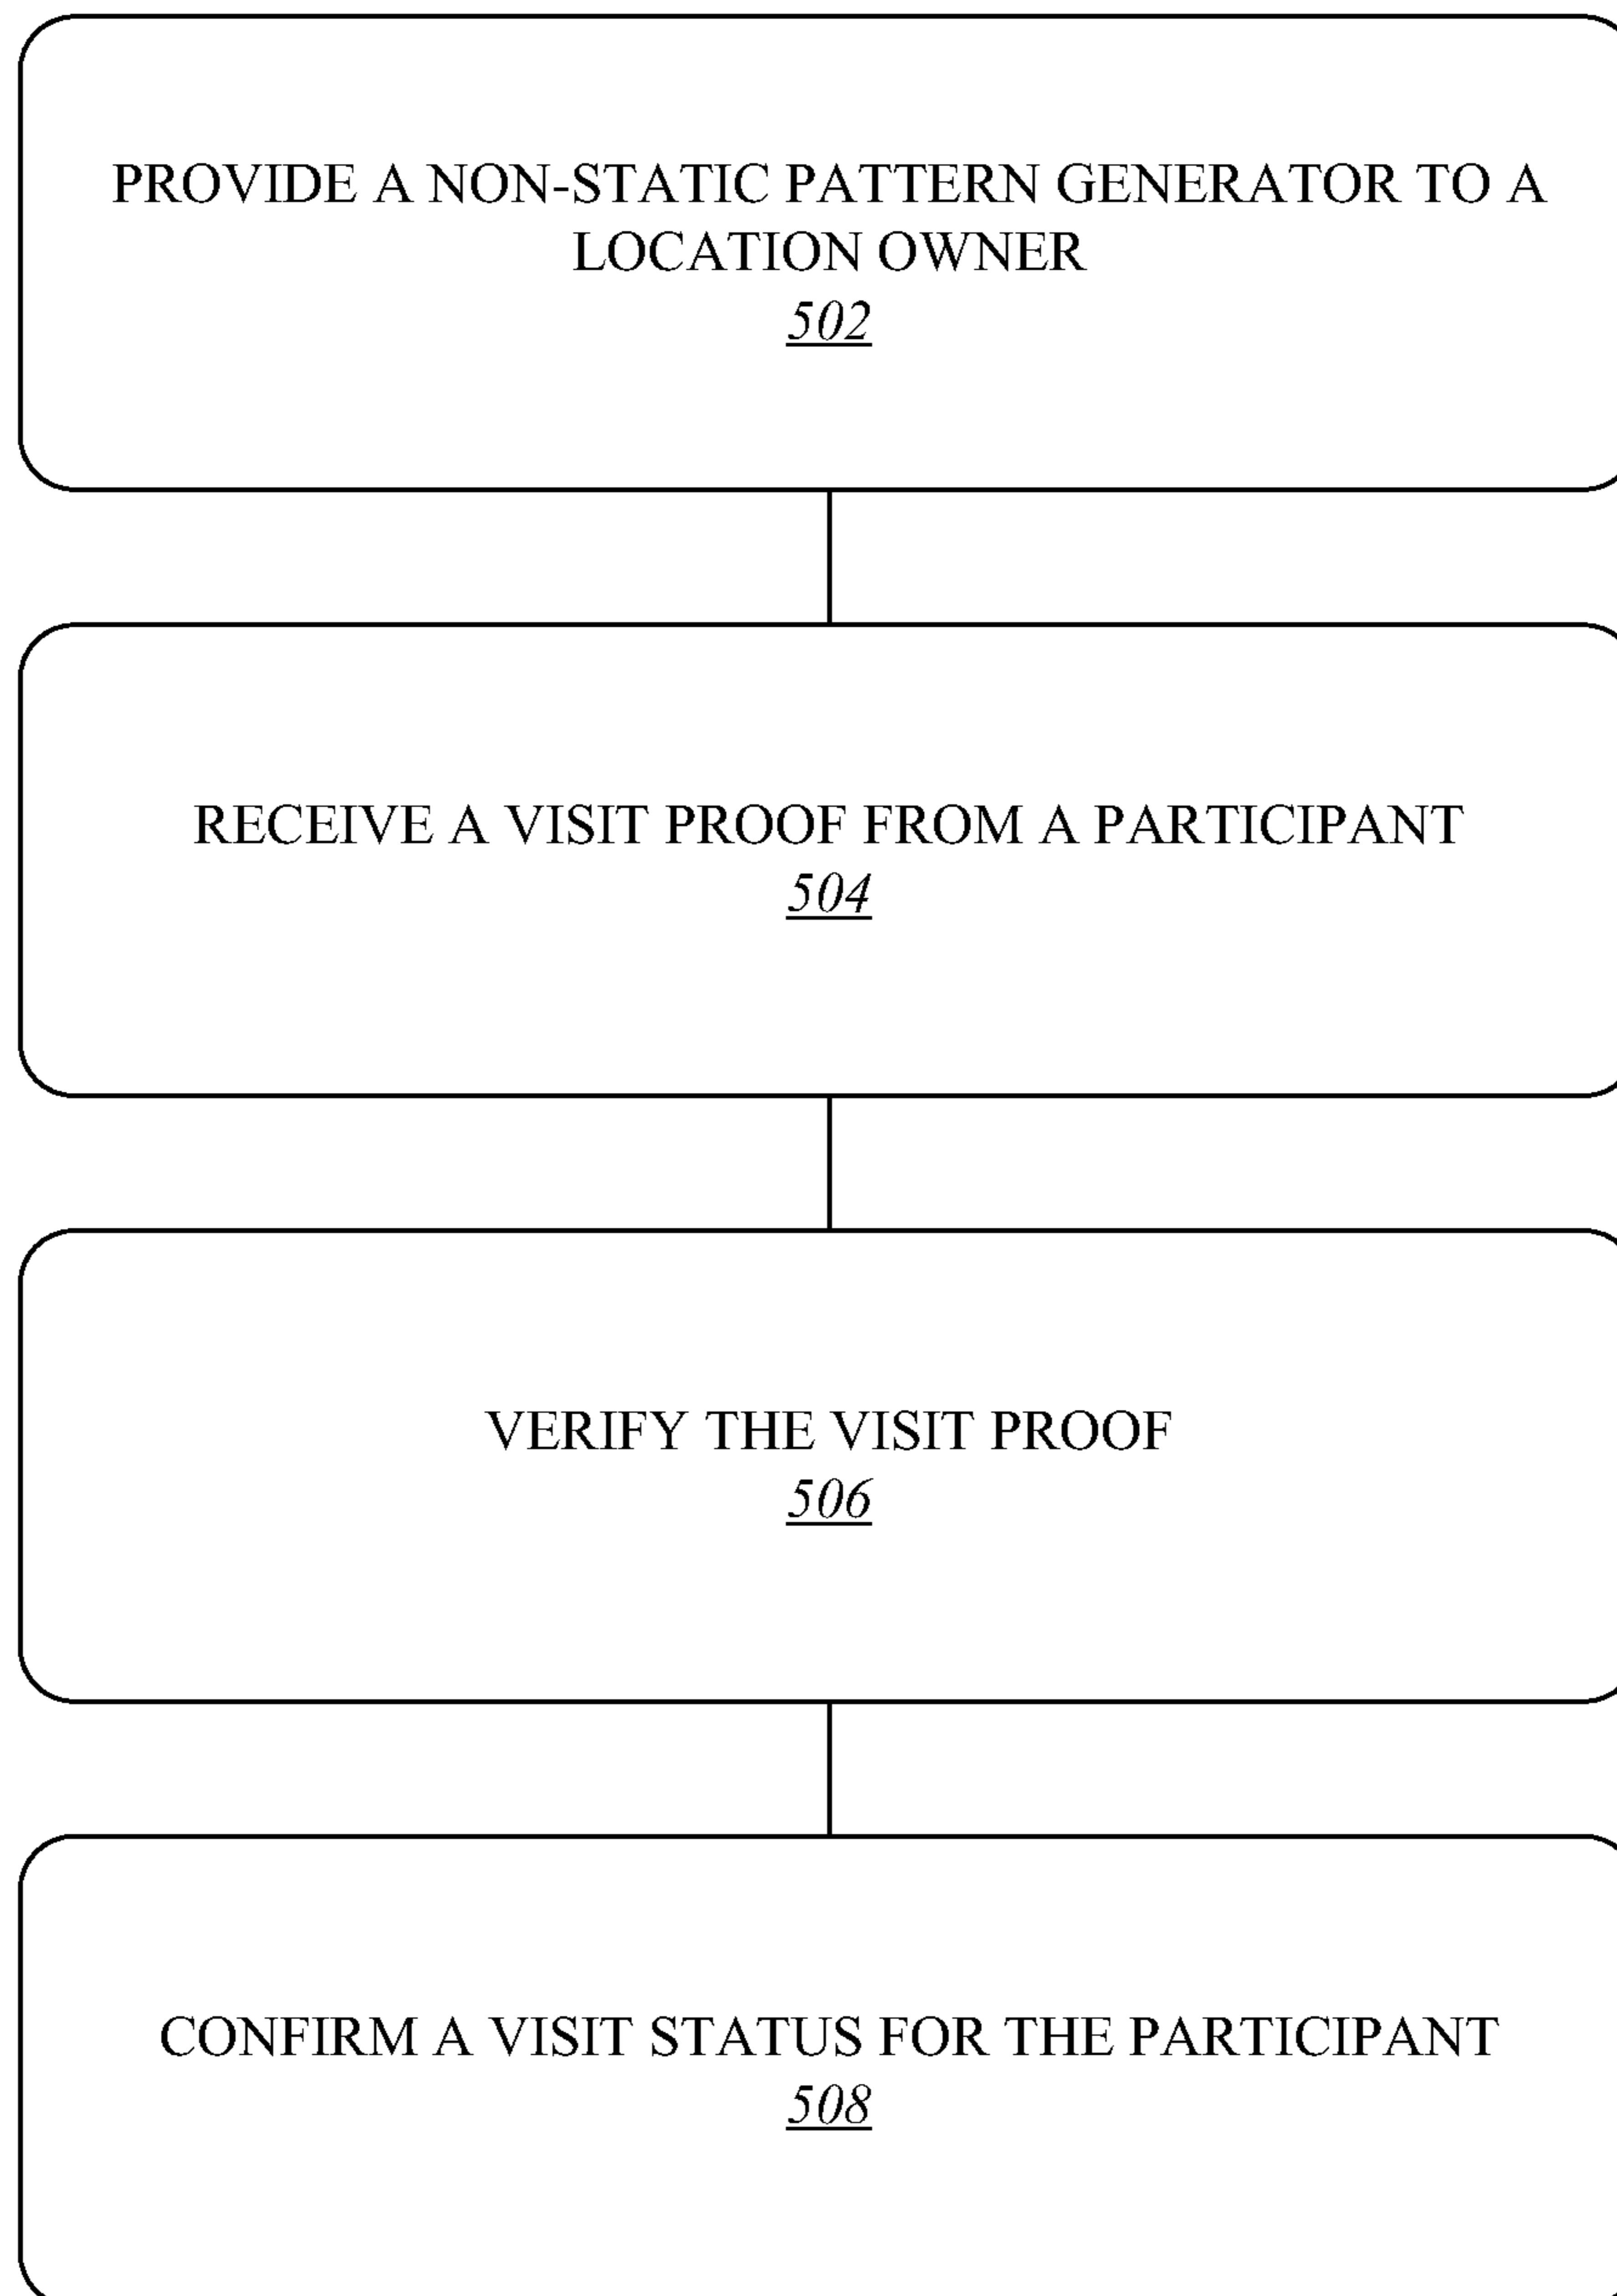 PROVIDE A NON-STATIC PATTERN GENERATOR TO A
LOCATION OWNER
502
RECEIVE A VISIT PROOF FROM A PARTICIPANT
504
VERIFY THE VISIT PROOF
506
CONFIRM A VISIT STATUS FOR THE PARTICIPANT
508